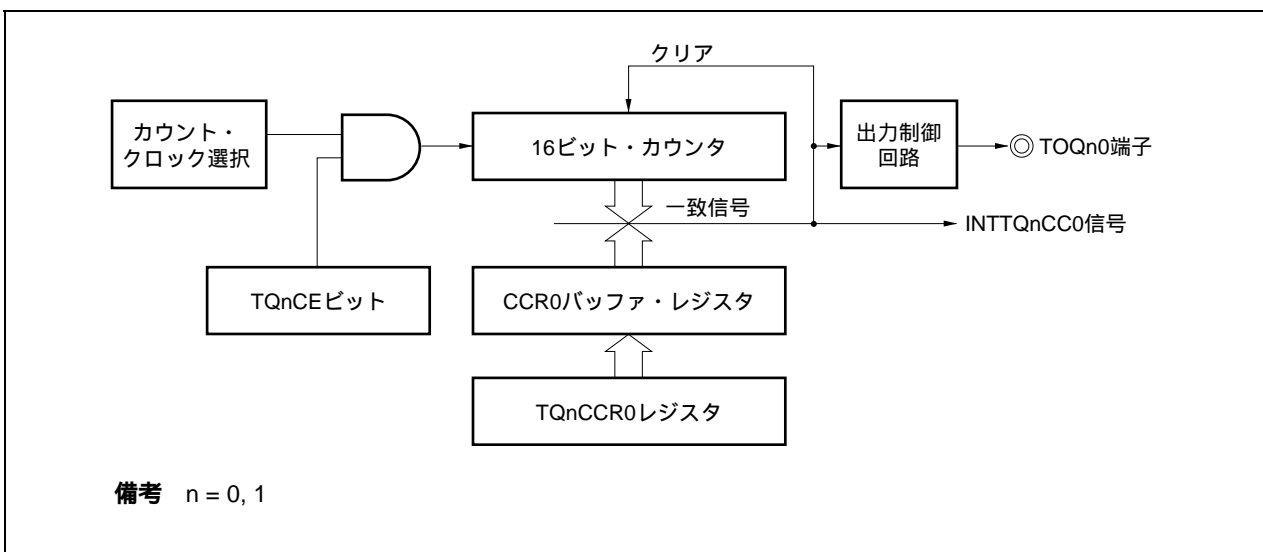 クリア
カウント・
クロック選択
16ビット・カウンタ
出力制御
回路
TOQn0端子
一致信号
INTTQnCC0信号
TQnCEビット
CCR0バッファ・レジスタ
TQnCCR0レジスタ
備考 n = 0, 1